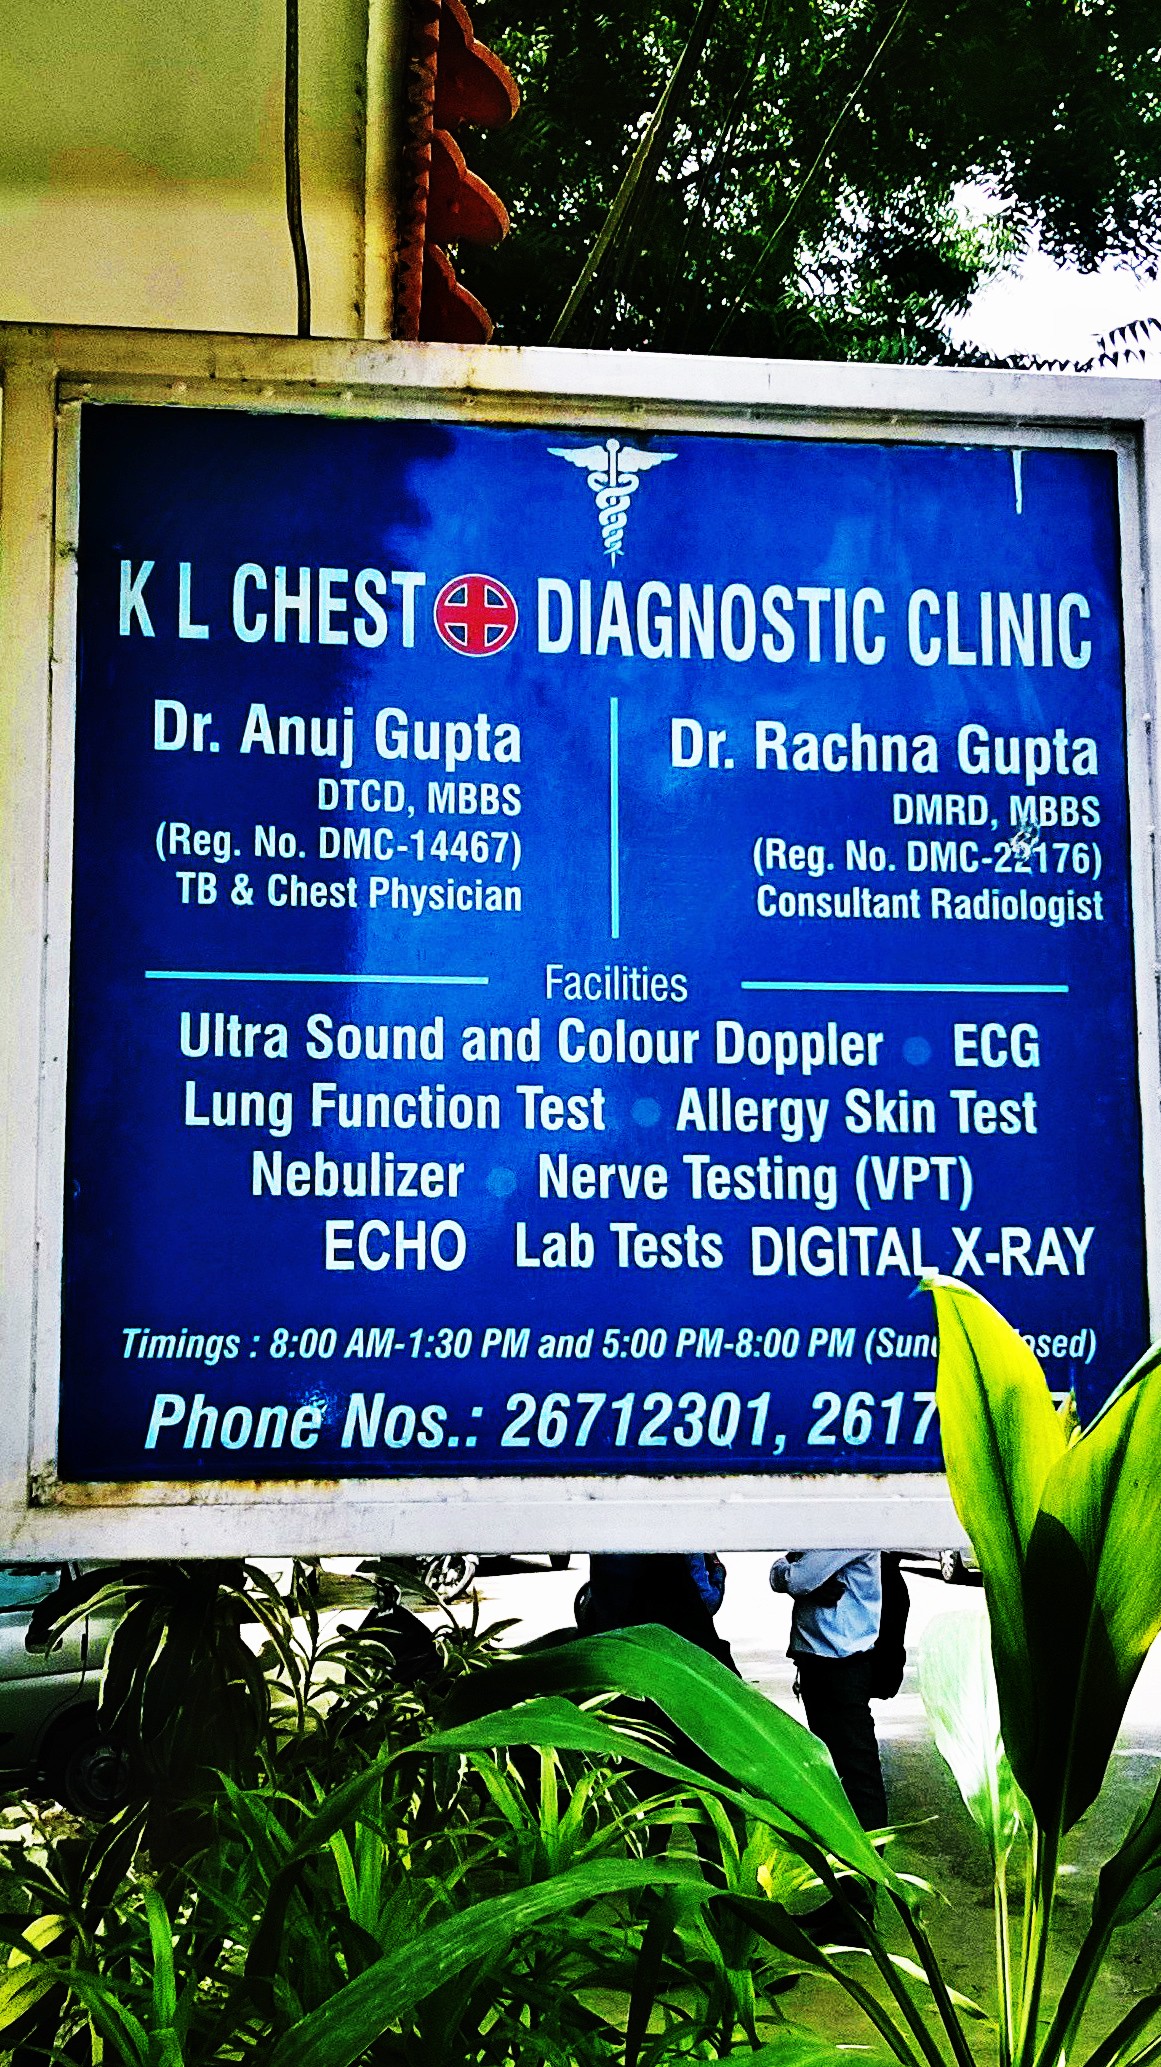 K L CHEST DIAGNOSTIC CLINIC
Dr. Anuj Gupta
DTCD, MBBS
(Reg. No. DMC-14467)
TB & Chest Physician
Dr. Rachna Gupta
DMRD, MBBS
(Reg. No. DMC-22176)
Consultant Radiologist
Facilities
Ultra Sound and Colour Doppler • ECG
Lung Function Test • Allergy Skin Test
Nebulizer • Nerve Testing (VPT)
ECHO Lab Tests DIGITAL X-RAY
Timings : 8:00 AM-1:30 PM and 5:00 PM-8:00 PM
Phone Nos.: 26712301,